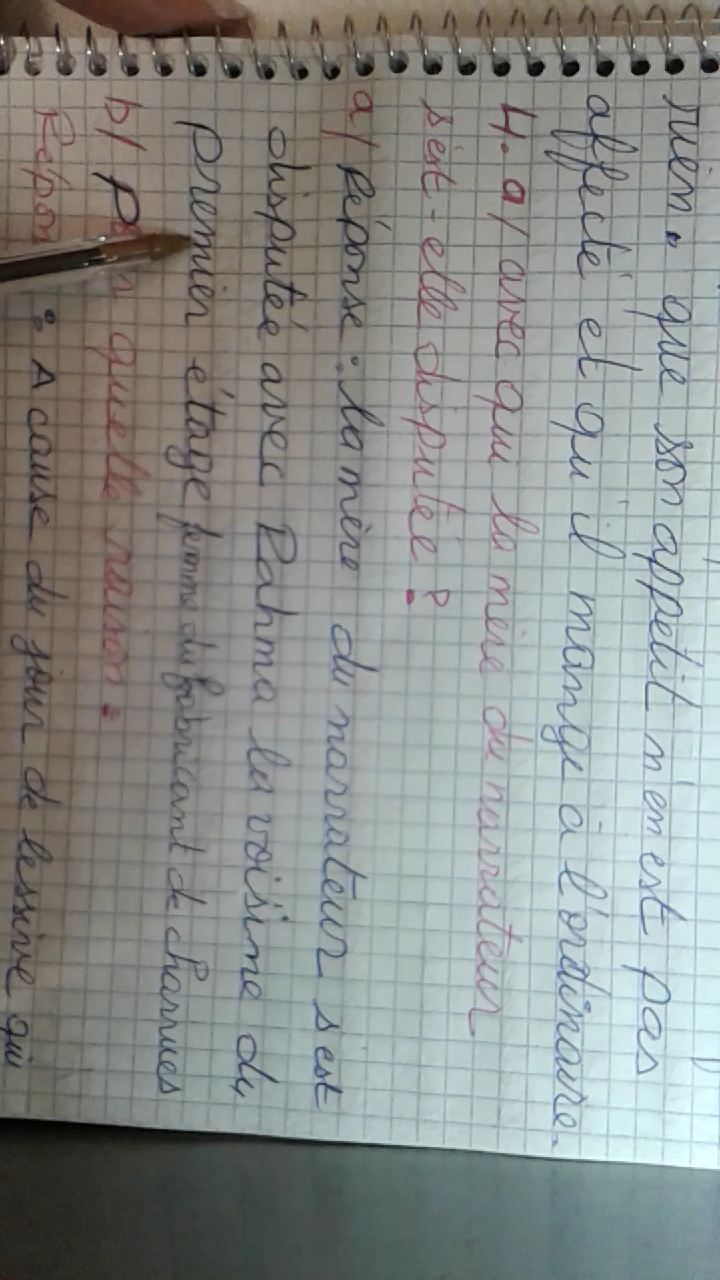 rien. que son appetit n'en est pas
affecté et qu'il mange à l'ordinaire.
4. a/ avec qui la mère du narrateur
s'est-elle disputée ?
a/ Réponse : la mère du narrateur s'est
disputée avec Rahma la voisine du
premier étage femme du fabricant de charrues
b/ quelle raison :
: A cause du jour de lessive qui